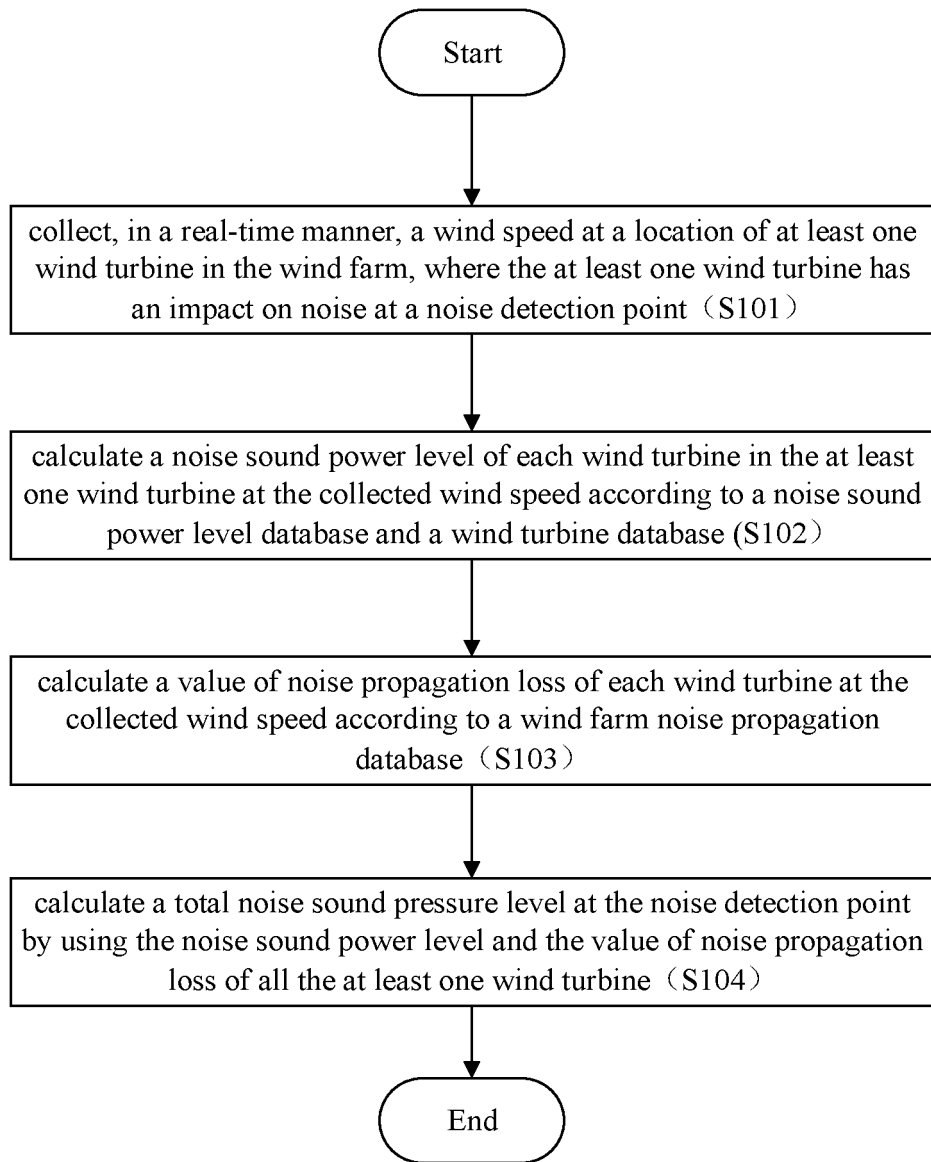 Start
collect, in a real-time manner, a wind speed at a location of at least one
wind turbine in the wind farm, where the at least one wind turbine has
an impact on noise at a noise detection point（S101）
calculate a noise sound power level of each wind turbine in the at least
one wind turbine at the collected wind speed according to a noise sound
power level database and a wind turbine database (S102）
calculate a value of noise propagation loss of each wind turbine at the
collected wind speed according to a wind farm noise propagation
database（S103）
calculate a total noise sound pressure level at the noise detection point
by using the noise sound power level and the value of noise propagation
loss of all the at least one wind turbine（S104）
End